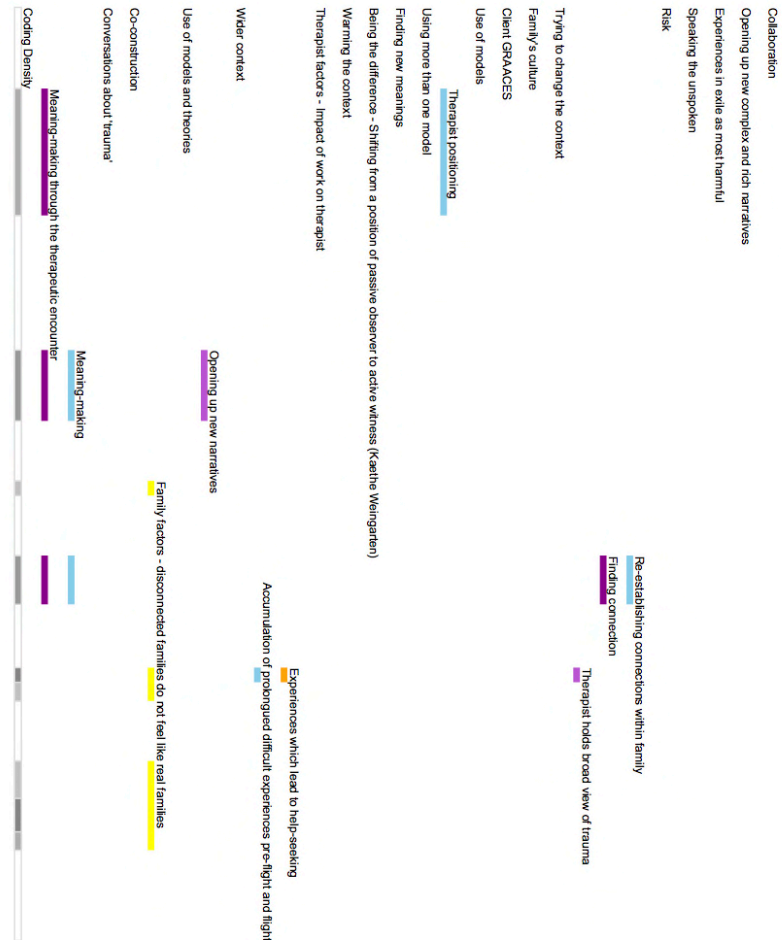 Collaboration
Opening up new complex and rich narratives
Experiences in exile as most harmful
Speaking the unspoken
Risk
Re-establishing connections within family
Finding connection
Therapist holds broad view of trauma
Trying to change the context
Family's culture
Client GRAACES
Use of models
Therapist positioning
Using more than one model
Finding new meanings
Being the difference - Shifting from a position of passive observer to active witness (Kaethe Weingarten)
Warming the context
Therapist factors - Impact of work on therapist
Experiences which lead to help-seeking
Accumulation of prolongued difficult experiences pre-flight and flight
Wider context
Opening up new narratives
Use of models and theories
Family factors - disconnected families do not feel like real families
Co-construction
Conversations about 'trauma'
Meaning-making
Meaning-making through the therapeutic encounter
Coding Density